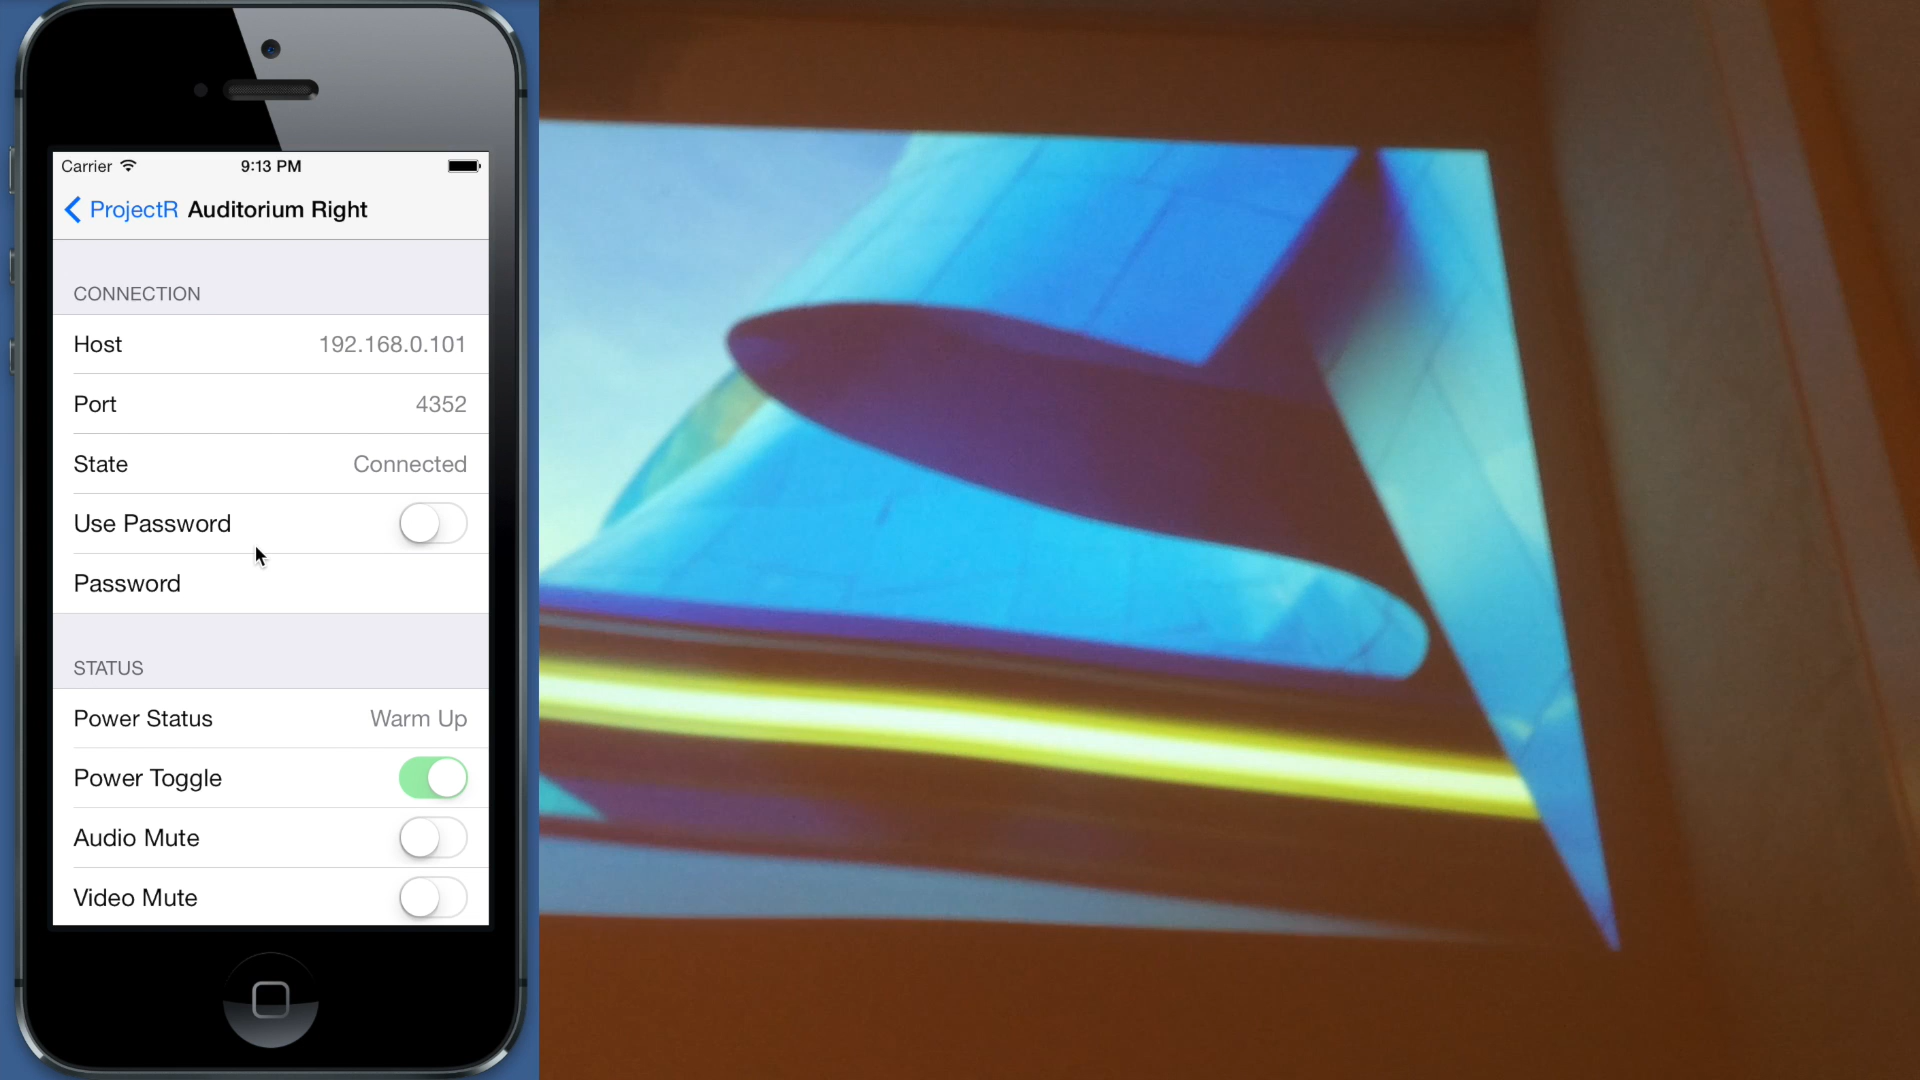 Carrier 9:13 PM
ProjectR Auditorium Right
CONNECTION
Host 192.168.0.101
Port 4352
State Connected
Use Password
Password
STATUS
Power Status Warm Up
Power Toggle
Audio Mute
Video Mute